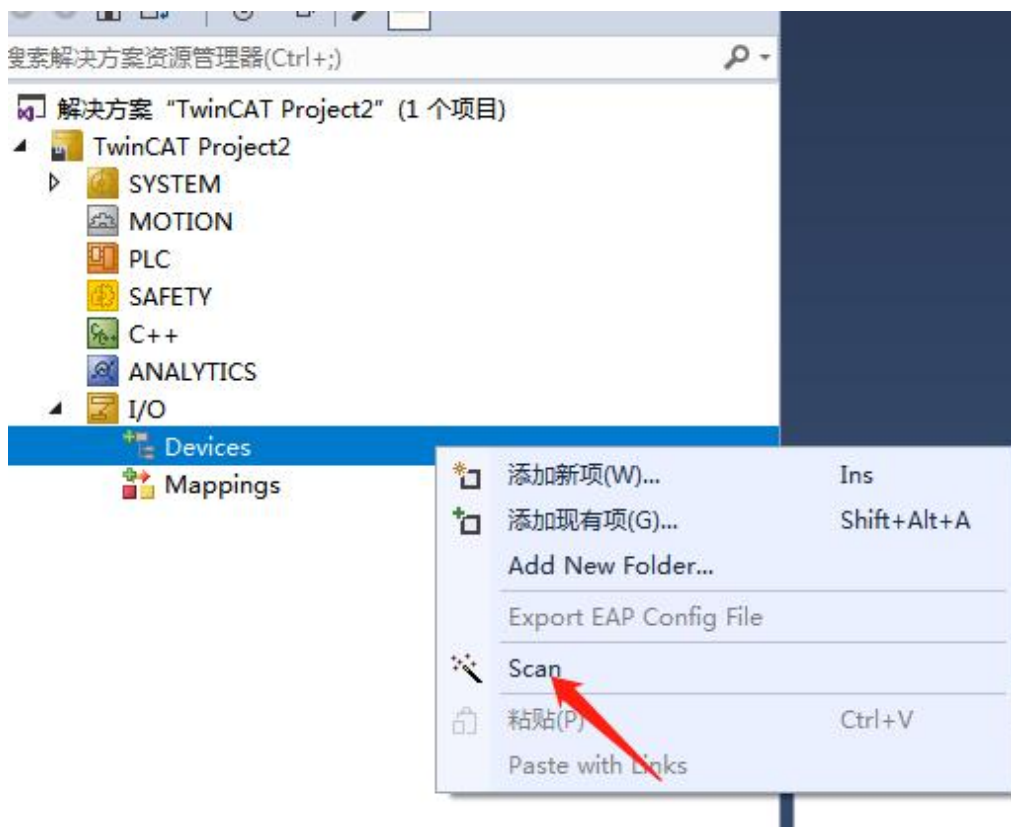 搜索解决方案资源管理器(Ctrl+;)
解决方案 "TwinCAT Project2" (1 个项目)
TwinCAT Project2
SYSTEM
MOTION
PLC
SAFETY
C++
ANALYTICS
I/O
Devices
Mappings
添加新项(W)... Ins
添加现有项(G)... Shift+Alt+A
Add New Folder...
Export EAP Config File
Scan
粘贴(P) Ctrl+V
Paste with Links